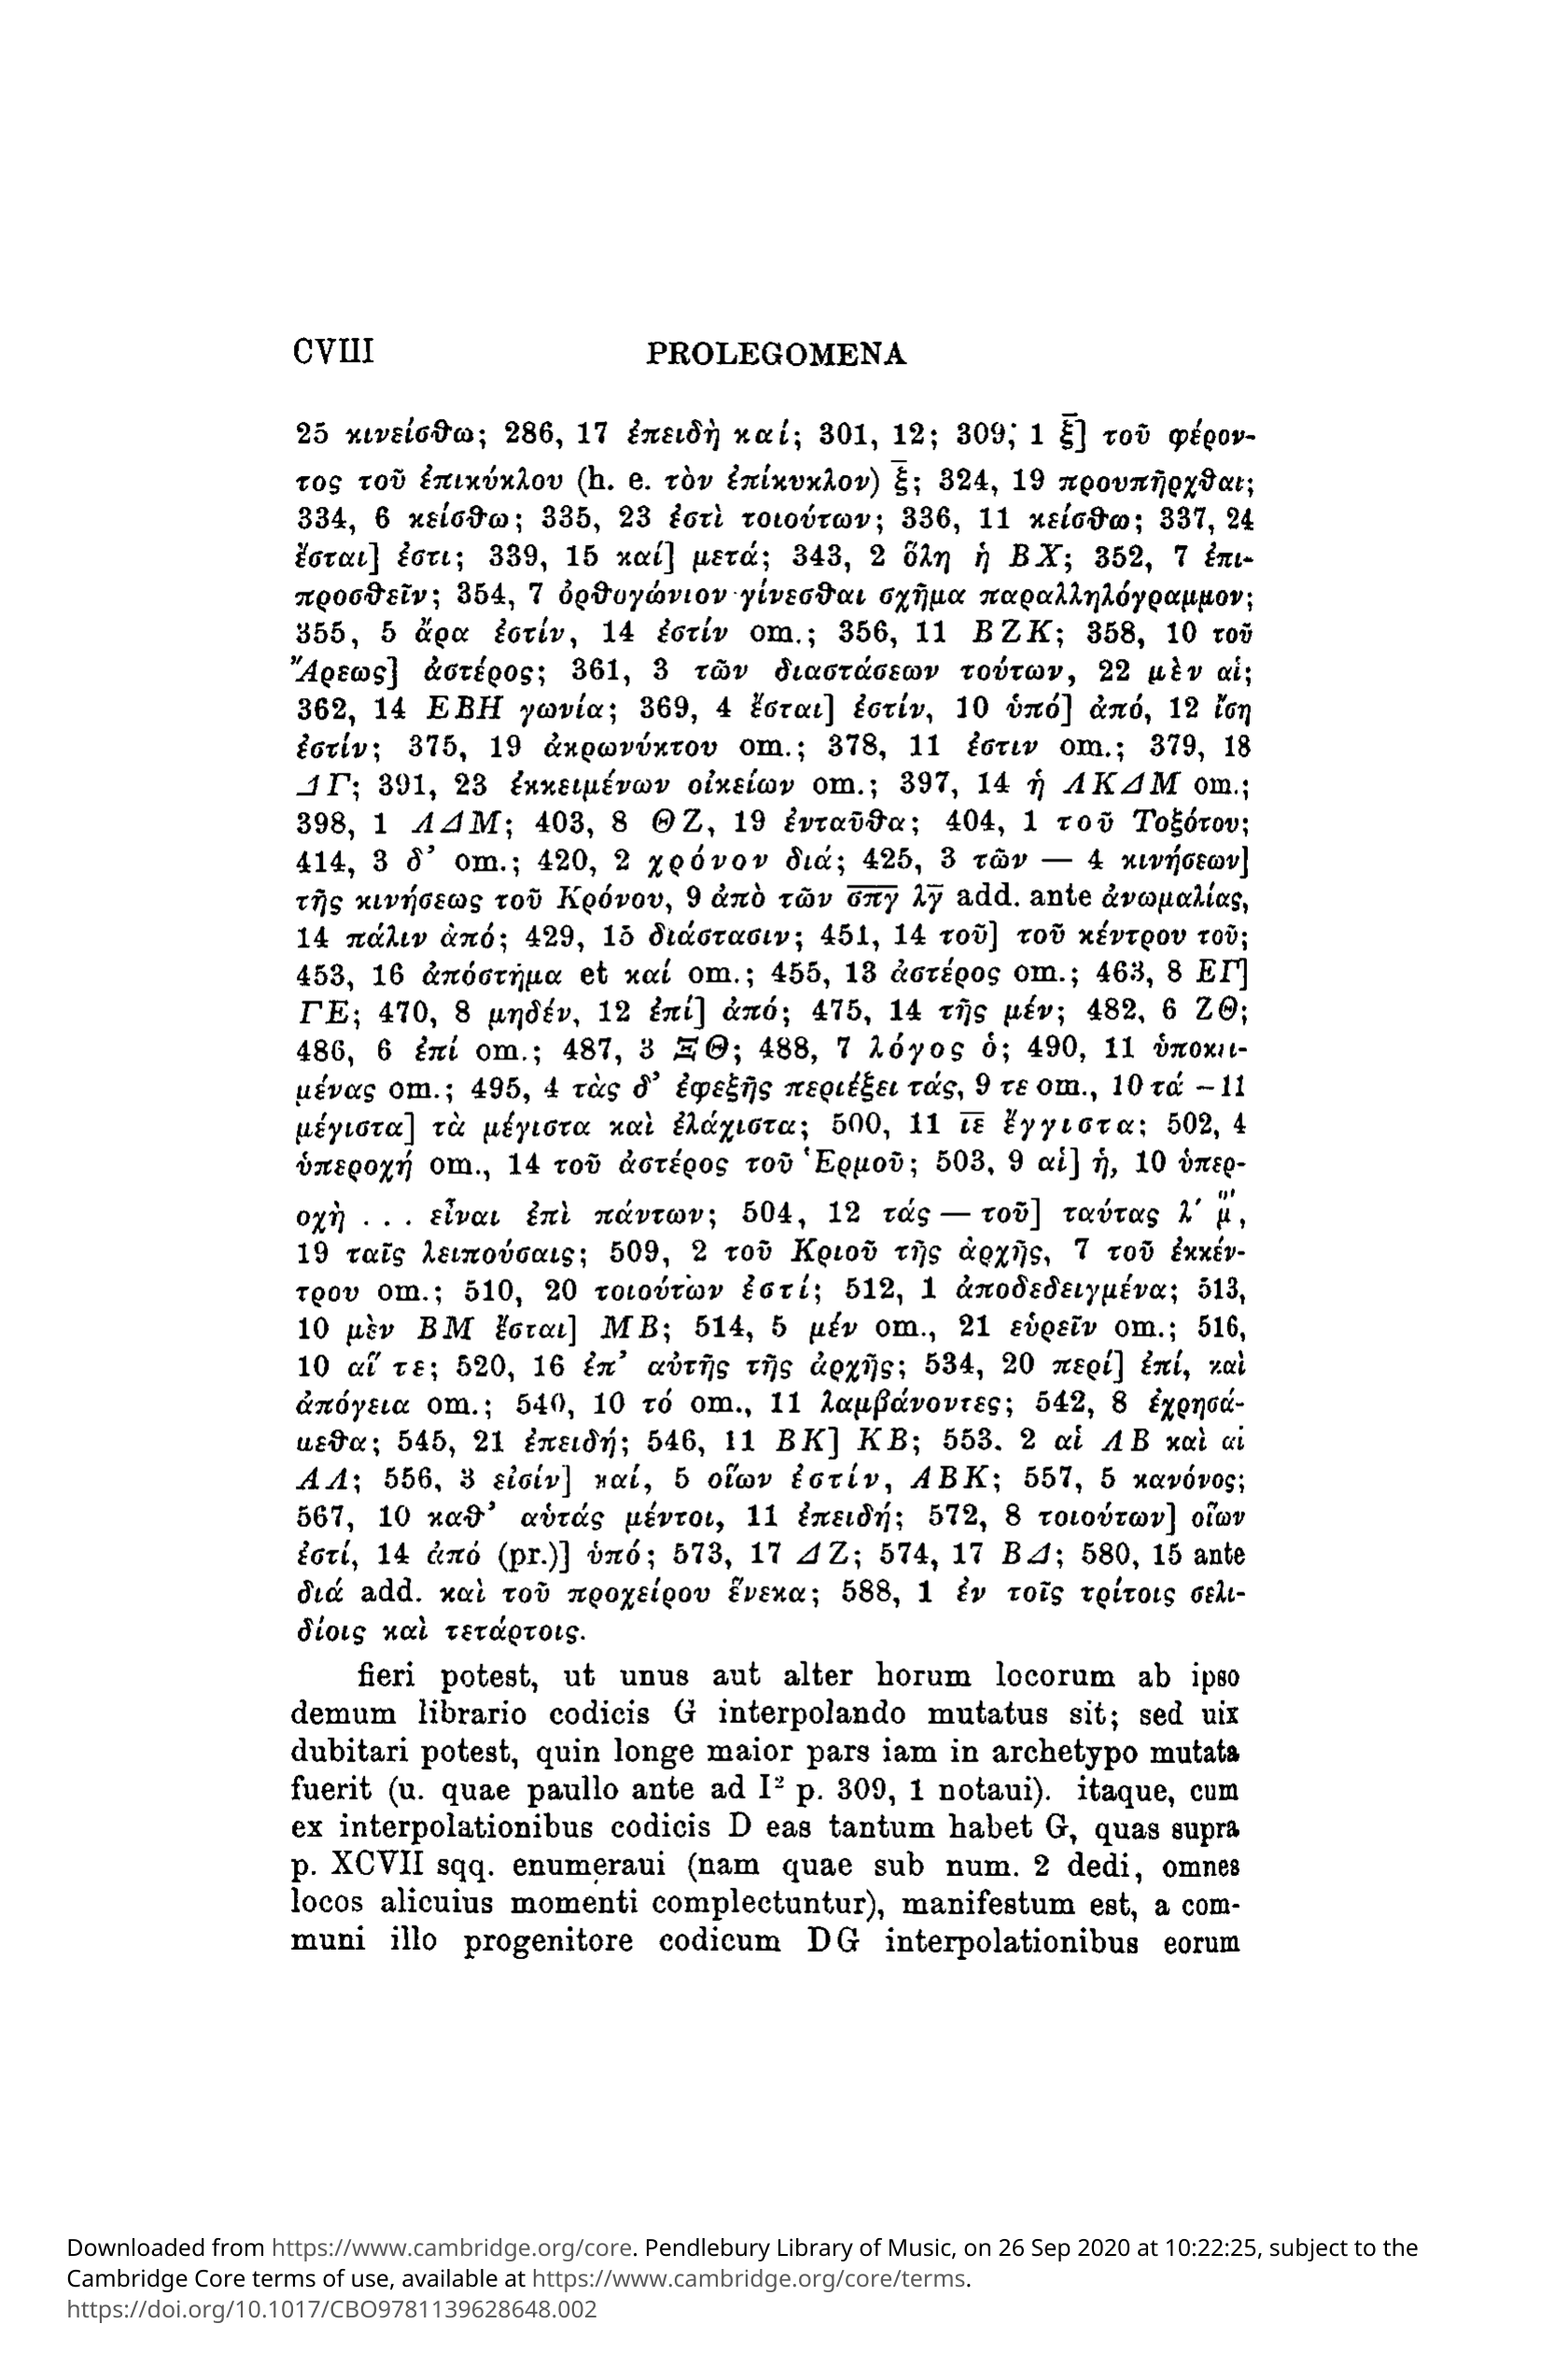 CVIII PROLEGOMENA
25 κινείσθω; 286, 17 ἐπειδὴ καί; 301, 12; 309, 1 ξ̅] τοῦ φέρον-
τος τοῦ ἐπικύκλου (h. e. τὸν ἐπίκυκλον) ξ̅; 324, 19 προυπῆρχθαι;
334, 6 κείσθω; 335, 23 ἐστὶ τοιούτων; 336, 11 κείσθω; 337, 24
ἔσται] ἐστι; 339, 15 καί] μετά; 343, 2 ὅλη ἡ ΒΧ; 352, 7 ἐπι-
προσθεῖν; 354, 7 ὀρθογώνιον γίνεσθαι σχῆμα παραλληλόγραμμον;
355, 5 ἄρα ἐστίν, 14 ἐστίν om.; 356, 11 ΒΖΚ; 358, 10 τοῦ
Ἄρεως] ἀστέρος; 361, 3 τῶν διαστάσεων τούτων, 22 μὲν αἱ;
362, 14 ΕΒΗ γωνία; 369, 4 ἔσται] ἐστίν, 10 ὑπό] ἀπό, 12 ἴση
ἐστίν; 375, 19 ἀκρωνύκτου om.; 378, 11 ἐστιν om.; 379, 18
ΔΓ; 391, 23 ἐκκειμένων οἰκείων om.; 397, 14 ἡ ΛΚΔΜ om.;
398, 1 ΛΔΜ; 403, 8 ΘΖ, 19 ἐνταῦθα; 404, 1 τοῦ Τοξότου;
414, 3 δ’ om.; 420, 2 χρόνον διά; 425, 3 τῶν — 4 κινήσεων]
τῆς κινήσεως τοῦ Κρόνου, 9 ἀπὸ τῶν σ̅π̅γ̅ λγ̅ add. ante ἀνωμαλίας,
14 πάλιν ἀπό; 429, 15 διάστασιν; 451, 14 τοῦ] τοῦ κέντρου τοῦ;
453, 16 ἀπόστημα et καί om.; 455, 13 ἀστέρος om.; 463, 8 ΕΓ]
ΓΕ; 470, 8 μηδέν, 12 ἐπί] ἀπό; 475, 14 τῆς μέν; 482, 6 ΖΘ;
486, 6 ἐπί om.; 487, 3 ΞΘ; 488, 7 λόγος ὁ; 490, 11 ὑποκει-
μένας om.; 495, 4 τὰς δ’ ἐφεξῆς περιέξει τάς, 9 τε om., 10 τά – 11
μέγιστα] τὰ μέγιστα καὶ ἐλάχιστα; 500, 11 ι̅ε̅ ἔγγιστα; 502, 4
ὑπεροχή om., 14 τοῦ ἀστέρος τοῦ Ἑρμοῦ; 503, 9 αἱ] ἡ, 10 ὑπερ-
οχὴ . . . εἶναι ἐπὶ πάντων; 504, 12 τάς — τοῦ] ταύτας λ′ μ‴,
19 ταῖς λειπούσαις; 509, 2 τοῦ Κριοῦ τῆς ἀρχῆς, 7 τοῦ ἐκκέν-
τρου om.; 510, 20 τοιούτων ἐστί; 512, 1 ἀποδεδειγμένα; 513,
10 μὲν ΒΜ ἔσται] ΜΒ; 514, 5 μέν om., 21 εὑρεῖν om.; 516,
10 αἵ τε; 520, 16 ἐπ’ αὐτῆς τῆς ἀρχῆς; 534, 20 περί] ἐπί, καὶ
ἀπόγεια om.; 540, 10 τό om., 11 λαμβάνοντες; 542, 8 ἐχρησά-
μεθα; 545, 21 ἐπειδή; 546, 11 ΒΚ] ΚΒ; 553. 2 αἱ ΛΒ καὶ αἱ
ΑΛ; 556, 3 εἰσίν] καί, 5 οἵων ἐστίν, ΑΒΚ; 557, 5 κανόνος;
567, 10 καθ’ αὑτάς μέντοι, 11 ἐπειδή; 572, 8 τοιούτων] οἵων
ἐστί, 14 ἀπό (pr.)] ὑπό; 573, 17 ΔΖ; 574, 17 ΒΔ; 580, 15 ante
διά add. καὶ τοῦ προχείρου ἕνεκα; 588, 1 ἐν τοῖς τρίτοις σελι-
δίοις καὶ τετάρτοις.
fieri potest, ut unus aut alter horum locorum ab ipso
demum librario codicis G interpolando mutatus sit; sed uix
dubitari potest, quin longe maior pars iam in archetypo mutata
fuerit (u. quae paullo ante ad I² p. 309, 1 notaui). itaque, cum
ex interpolationibus codicis D eas tantum habet G, quas supra
p. XCVII sqq. enumeraui (nam quae sub num. 2 dedi, omnes
locos alicuius momenti complectuntur), manifestum est, a com-
muni illo progenitore codicum DG interpolationibus eorum
Downloaded from https://www.cambridge.org/core. Pendlebury Library of Music, on 26 Sep 2020 at 10:22:25, subject to the
Cambridge Core terms of use, available at https://www.cambridge.org/core/terms.
https://doi.org/10.1017/CBO9781139628648.002